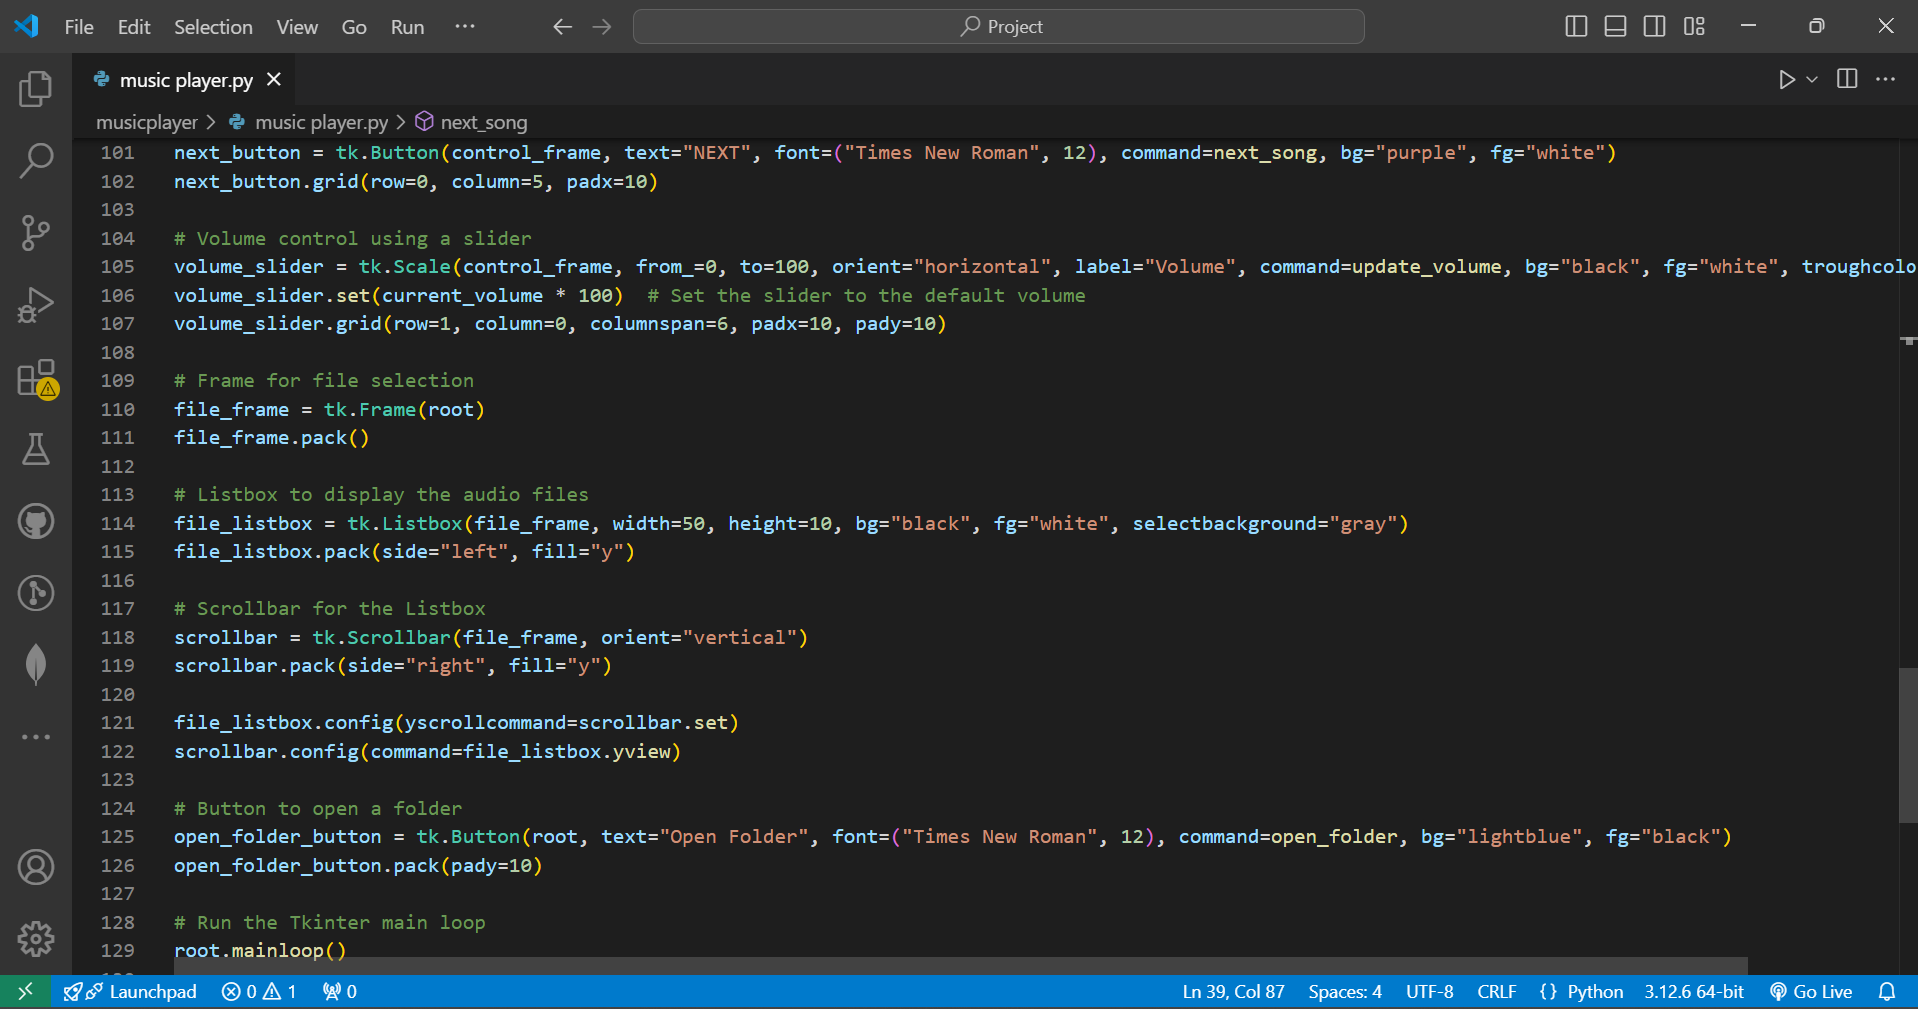 File Edit Selection View Go Run ··· Project
music player.py
musicplayer > music player.py > next_song
101 next_button = tk.Button(control_frame, text="NEXT", font=("Times New Roman", 12), command=next_song, bg="purple", fg="white")
102 next_button.grid(row=0, column=5, padx=10)
103
104 # Volume control using a slider
105 volume_slider = tk.Scale(control_frame, from_=0, to=100, orient="horizontal", label="Volume", command=update_volume, bg="black", fg="white", troughcolo
106 volume_slider.set(current_volume * 100)  # Set the slider to the default volume
107 volume_slider.grid(row=1, column=0, columnspan=6, padx=10, pady=10)
108
109 # Frame for file selection
110 file_frame = tk.Frame(root)
111 file_frame.pack()
112
113 # Listbox to display the audio files
114 file_listbox = tk.Listbox(file_frame, width=50, height=10, bg="black", fg="white", selectbackground="gray")
115 file_listbox.pack(side="left", fill="y")
116
117 # Scrollbar for the Listbox
118 scrollbar = tk.Scrollbar(file_frame, orient="vertical")
119 scrollbar.pack(side="right", fill="y")
120
121 file_listbox.config(yscrollcommand=scrollbar.set)
122 scrollbar.config(command=file_listbox.yview)
123
124 # Button to open a folder
125 open_folder_button = tk.Button(root, text="Open Folder", font=("Times New Roman", 12), command=open_folder, bg="lightblue", fg="black")
126 open_folder_button.pack(pady=10)
127
128 # Run the Tkinter main loop
129 root.mainloop()
Launchpad 0 1 0 Ln 39, Col 87 Spaces: 4 UTF-8 CRLF {} Python 3.12.6 64-bit Go Live